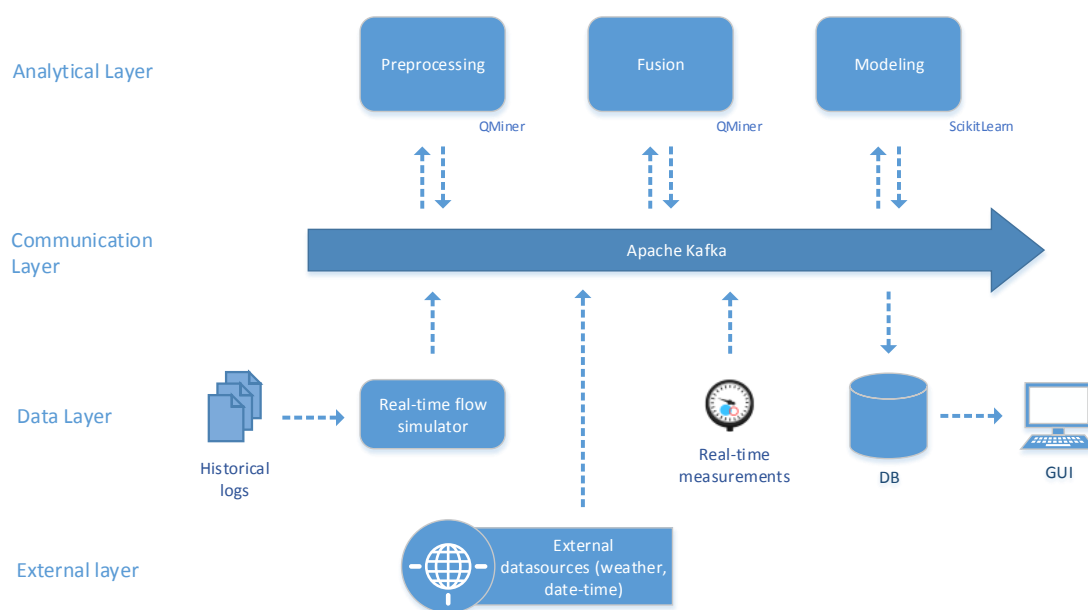 Analytical Layer
Preprocessing
Fusion
Modeling
QMiner
QMiner
ScikitLearn
Communication
Layer
Apache Kafka
Data Layer
Real-time flow
simulator
Historical
logs
Real-time
measurements
DB
GUI
External layer
External
datasources (weather,
date-time)